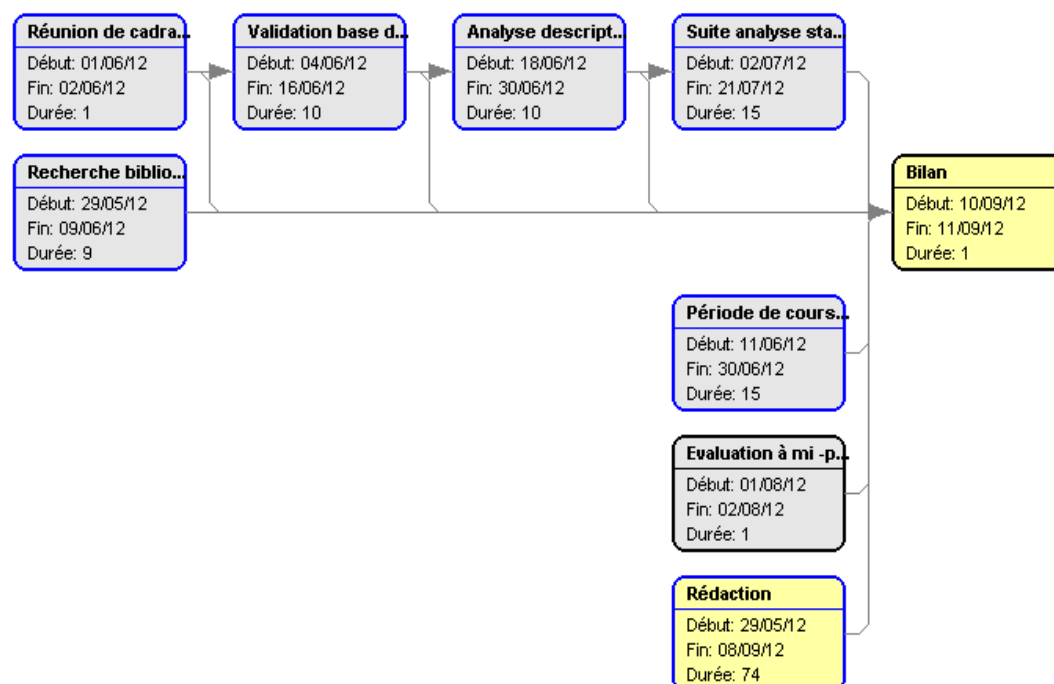 Réunion de cadra...
Début: 01/06/12
Fin: 02/06/12
Durée: 1
Validation base d...
Début: 04/06/12
Fin: 16/06/12
Durée: 10
Analyse descript...
Début: 18/06/12
Fin: 30/06/12
Durée: 10
Suite analyse sta...
Début: 02/07/12
Fin: 21/07/12
Durée: 15
Recherche biblio...
Début: 29/05/12
Fin: 09/06/12
Durée: 9
Bilan
Début: 10/09/12
Fin: 11/09/12
Durée: 1
Période de cours...
Début: 11/06/12
Fin: 30/06/12
Durée: 15
Evaluation à mi -p...
Début: 01/08/12
Fin: 02/08/12
Durée: 1
Rédaction
Début: 29/05/12
Fin: 08/09/12
Durée: 74